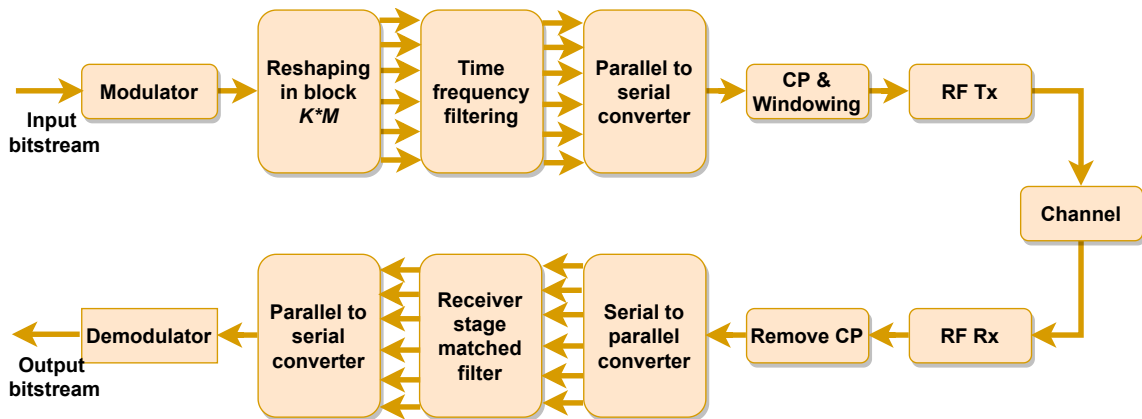 Input
bitstream
Modulator
Reshaping
in block
K*M
Time
frequency
filtering
Parallel to
serial
converter
CP &
Windowing
RF Tx
Channel
RF Rx
Remove CP
Serial to
parallel
converter
Receiver
stage
matched
filter
Parallel to
serial
converter
Demodulator
Output
bitstream